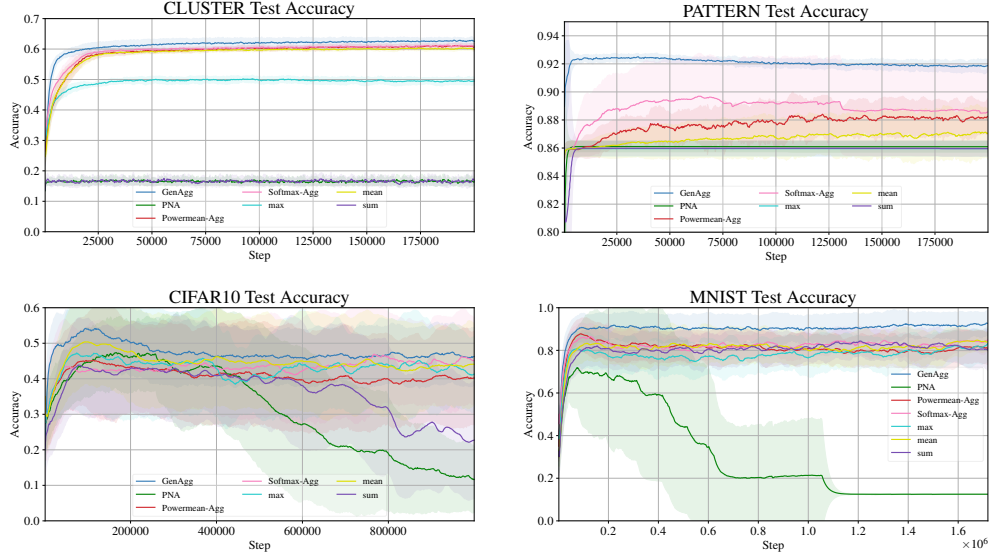 CLUSTER Test Accuracy
0.7
0.6
0.5
0.4
0.3
0.2
0.1
0.0
Accuracy
GenAgg
PNA
Powermean-Agg
Softmax-Agg
max
mean
sum
25000 50000 75000 100000 125000 150000 175000
Step
PATTERN Test Accuracy
0.94
0.92
0.90
0.88
0.86
0.84
0.82
0.80
Accuracy
GenAgg
PNA
Powermean-Agg
Softmax-Agg
max
mean
sum
25000 50000 75000 100000 125000 150000 175000
Step
CIFAR10 Test Accuracy
0.6
0.5
0.4
0.3
0.2
0.1
0.0
Accuracy
GenAgg
PNA
Powermean-Agg
Softmax-Agg
max
mean
sum
200000 400000 600000 800000
Step
MNIST Test Accuracy
1.0
0.8
0.6
0.4
0.2
0.0
Accuracy
GenAgg
PNA
Powermean-Agg
Softmax-Agg
max
mean
sum
0.2 0.4 0.6 0.8 1.0 1.2 1.4 1.6
Step
×10⁶